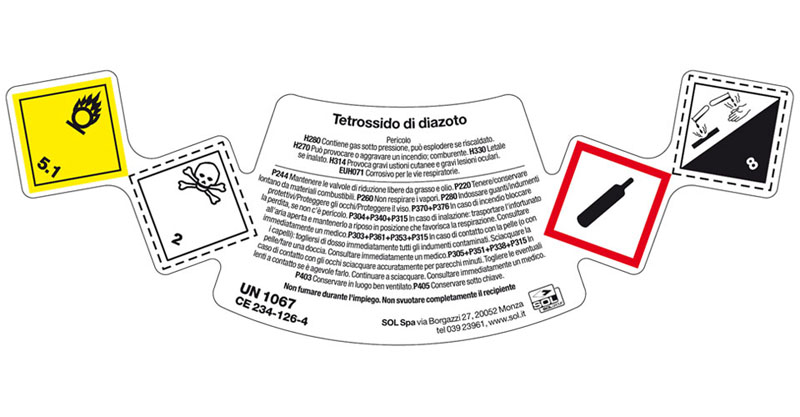 Tetrossido di diazoto
Pericolo
H280 Contiene gas sotto pressione, può esplodere se riscaldato.
H270 Può provocare o aggravare un incendio; comburente. H330 Letale
se inalato. H314 Provoca gravi ustioni cutanee e gravi lesioni oculari.
EUH071 Corrosivo per le vie respiratorie.
P244 Mantenere le valvole di riduzione libere da grasso e olio. P220 Tenere/conservare
lontano da materiali combustibili. P260 Non respirare i vapori. P280 Indossare guanti/indumenti
protettivi/Proteggere gli occhi/Proteggere il viso. P370+P376 In caso di incendio bloccare
la perdita, se non c'è pericolo. P304+P340+P315 In caso di inalazione: trasportare l'infortunato
all'aria aperta e mantenerlo a riposo in posizione che favorisca la respirazione. Consultare
immediatamente un medico. P303+P361+P353+P315 In caso di contatto con la pelle (o con
i capelli): togliersi di dosso immediatamente tutti gli indumenti contaminati. Sciacquare la
pelle/fare una doccia. Consultare immediatamente un medico. P305+P351+P338+P315 In
caso di contatto con gli occhi sciacquare accuratamente per parecchi minuti. Togliere le eventuali
lenti a contatto se è agevole farlo. Continuare a sciacquare. Consultare immediatamente un medico.
P403 Conservare in luogo ben ventilato. P405 Conservare sotto chiave.
Non fumare durante l'impiego. Non svuotare completamente il recipiente
UN 1067
CE 234-126-4
SOL Spa via Borgazzi 27, 20052 Monza
tel 039 23961, www.sol.it
SOL
5.1
2
8